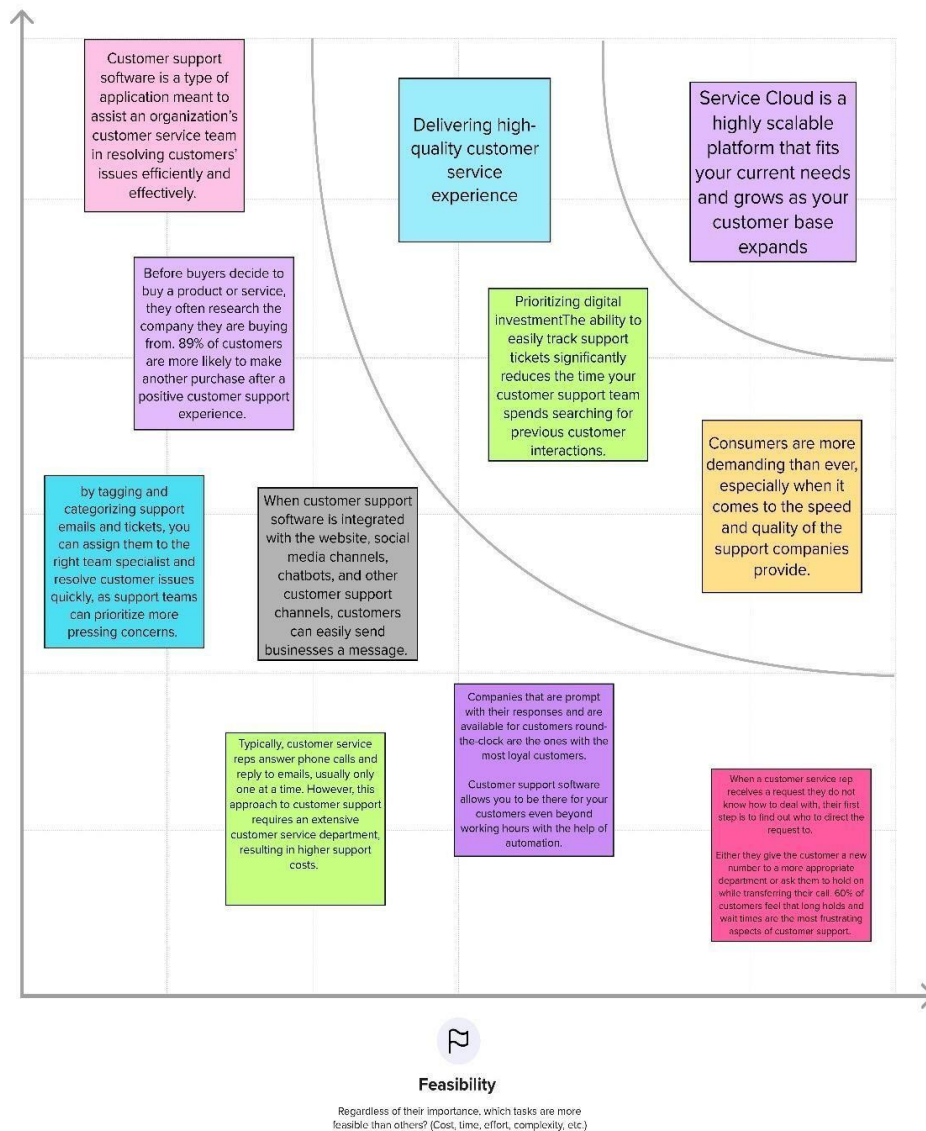 Customer support
software is a type of
application meant to
assist an organization's
customer service team
in resolving customers'
issues efficiently and
effectively.
Delivering high-
quality customer
service
experience
Service Cloud is a
highly scalable
platform that fits
your current needs
and grows as your
customer base
expands
Before buyers decide to
buy a product or service,
they often research the
company they are buying
from. 89% of customers
are more likely to make
another purchase after a
positive customer support
experience.
Prioritizing digital
investmentThe ability to
easily track support
tickets significantly
reduces the time your
customer support team
spends searching for
previous customer
interactions.
Consumers are more
demanding than ever,
especially when it
comes to the speed
and quality of the
support companies
provide.
by tagging and
categorizing support
emails and tickets, you
can assign them to the
right team specialist and
resolve customer issues
quickly, as support teams
can prioritize more
pressing concerns.
When customer support
software is integrated
with the website, social
media channels,
chatbots, and other
customer support
channels, customers
can easily send
businesses a message.
Typically, customer service
reps answer phone calls and
reply to emails, usually only
one at a time. However, this
approach to customer support
requires an extensive
customer service department,
resulting in higher support
costs.
Companies that are prompt
with their responses and are
available for customers round-
the-clock are the ones with the
most loyal customers.
Customer support software
allows you to be there for your
customers even beyond
working hours with the help of
automation.
When a customer service rep
receives a request they do not
know how to deal with, their first
step is to find out who to direct the
request to.
Either they give the customer a new
number to a more appropriate
department or ask them to hold on
while transferring their call. 60% of
customers feel that long holds and
wait times are the most frustrating
aspects of customer support.
Feasibility
Regardless of their importance, which tasks are more
feasible than others? (Cost, time, effort, complexity, etc.)